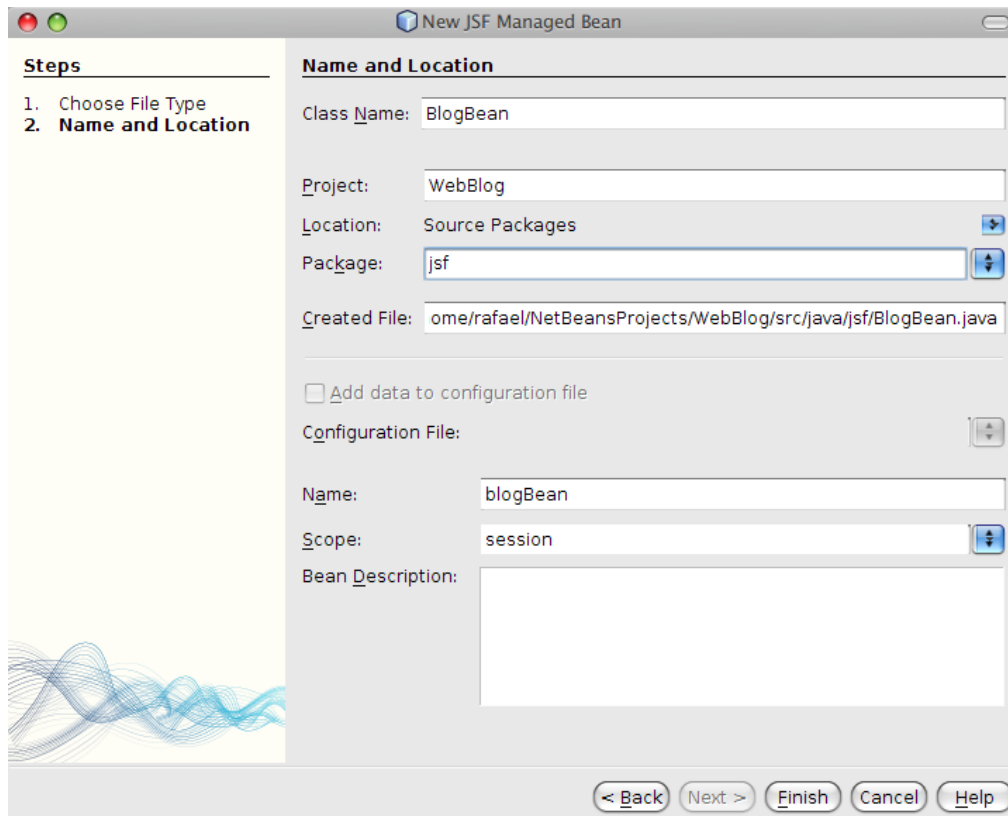 New JSF Managed Bean
Steps
1. Choose File Type
2. Name and Location
Name and Location
Class Name: BlogBean
Project: WebBlog
Location: Source Packages
Package: jsf
Created File: ome/rafael/NetBeansProjects/WebBlog/src/java/jsf/BlogBean.java
Add data to configuration file
Configuration File:
Name: blogBean
Scope: session
Bean Description:
< Back Next > Finish Cancel Help